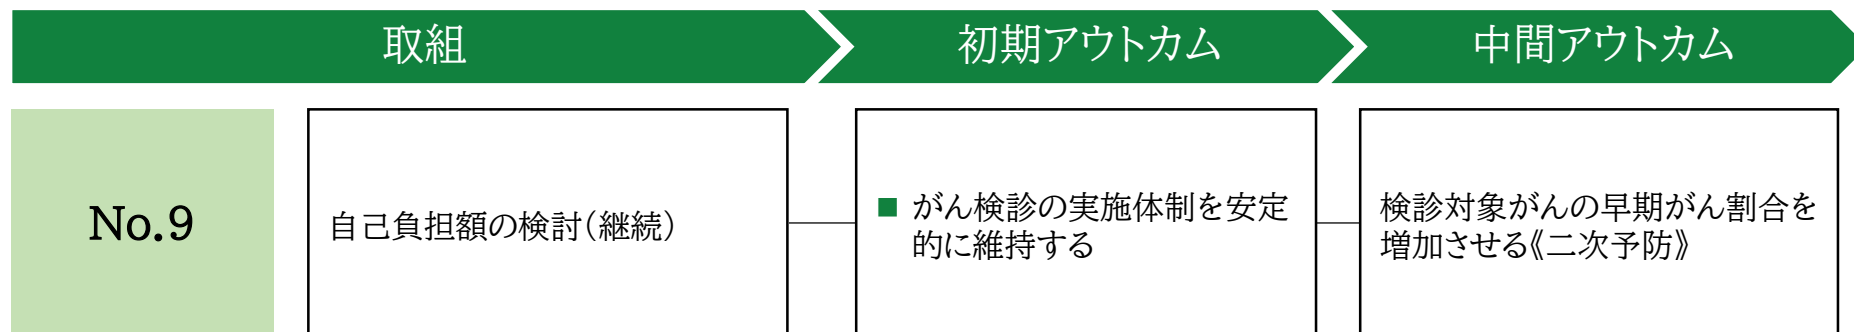 取組
初期アウトカム
中間アウトカム
No.9
自己負担額の検討（継続）
■ がん検診の実施体制を安定
的に維持する
検診対象がんの早期がん割合を
増加させる《二次予防》